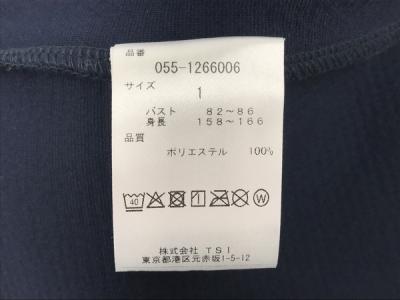 品番
055-1266006
サイズ
1
バスト 82〜86
身長 158〜166
品質
ポリエステル 100%
40 W
株式会社 TSI
東京都港区元赤坂1-5-12